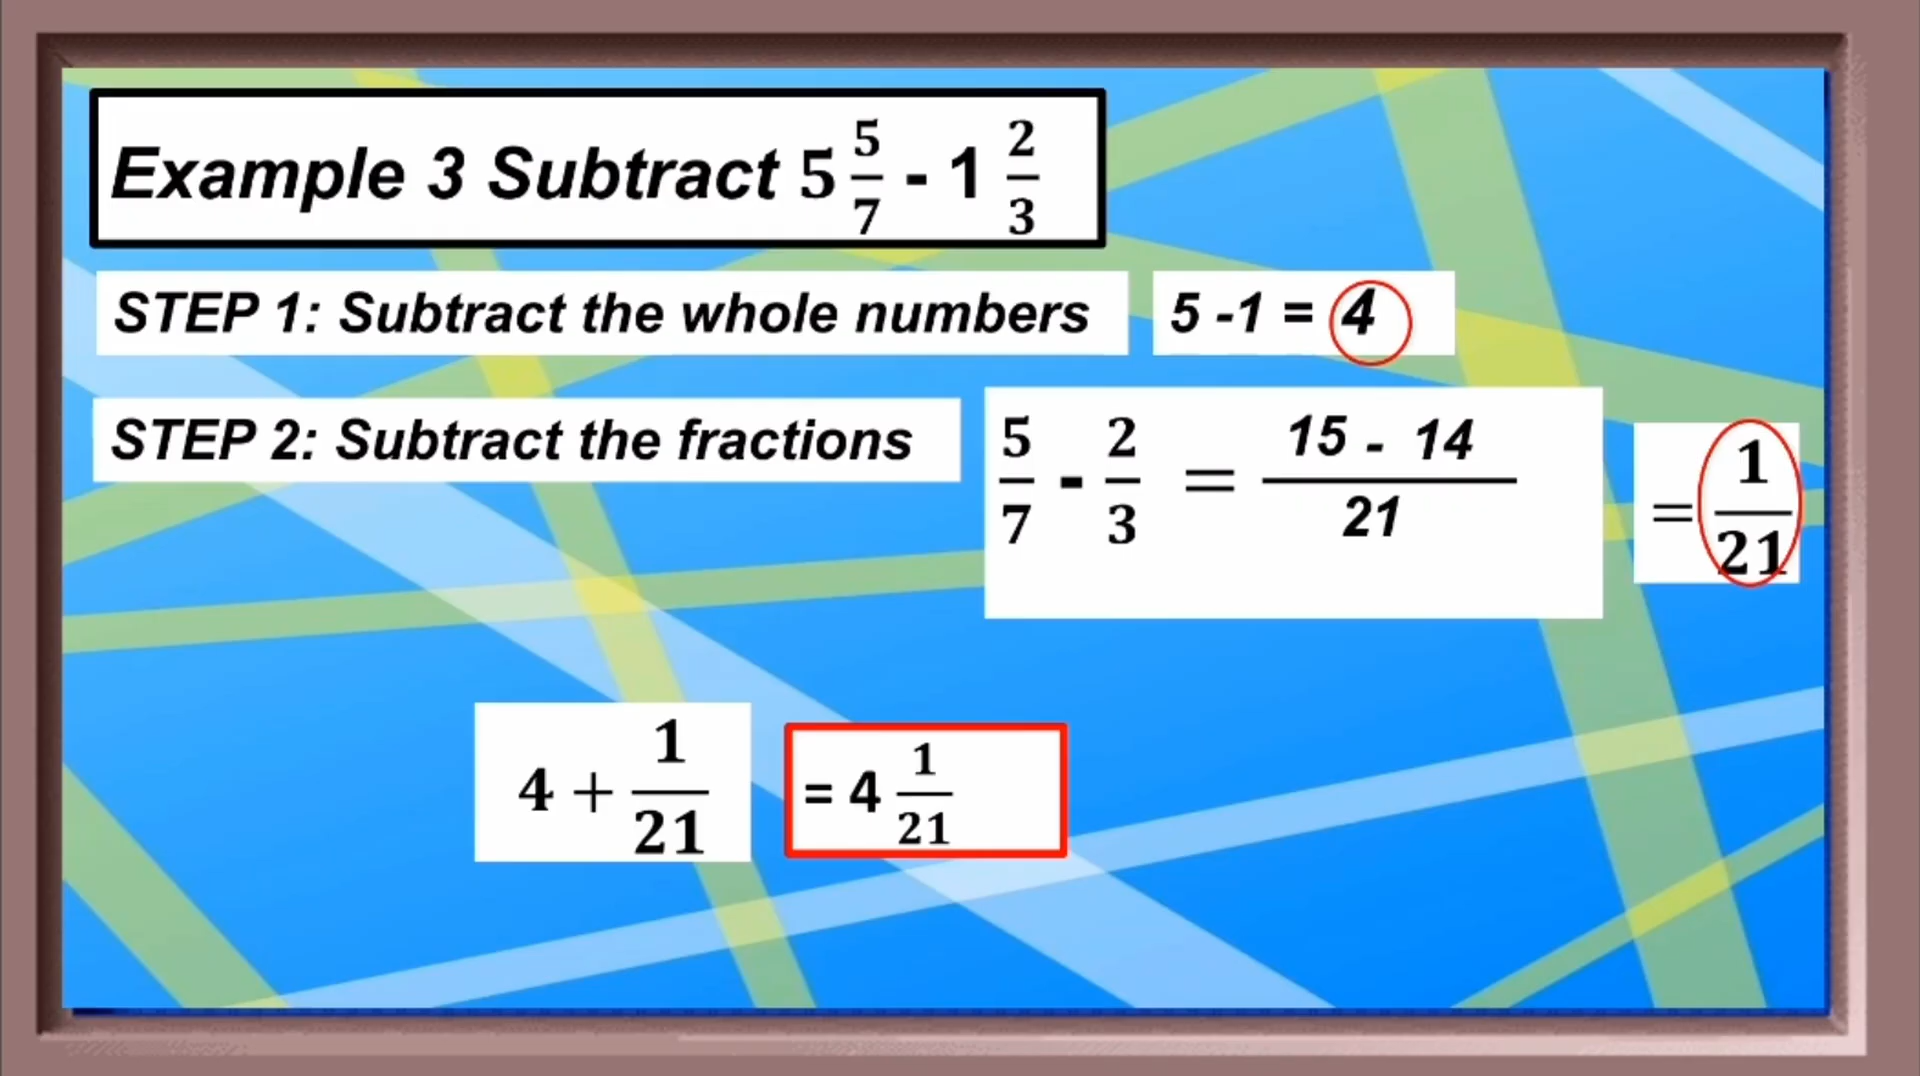 Example 3 Subtract 5 5/7 - 1 2/3
STEP 1: Subtract the whole numbers
5 -1 = 4
STEP 2: Subtract the fractions
5/7 - 2/3 = 15 - 14/21
= 1/21
4 + 1/21
= 4 1/21